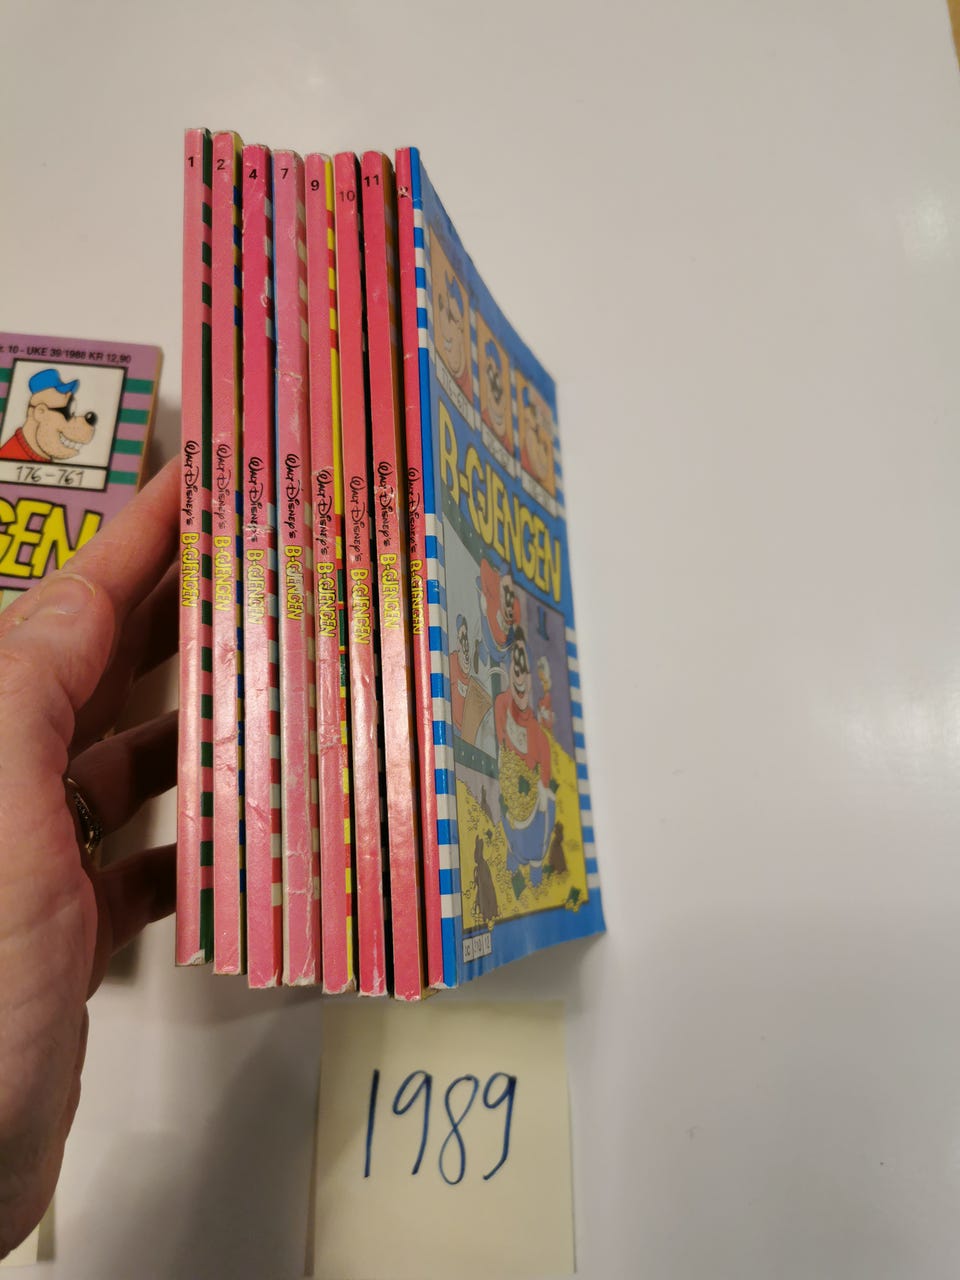 1
2
4
7
9
10
11
2
WALT DISNEY'S B-GJENGEN
WALT DISNEY'S B-GJENGEN
WALT DISNEY'S B-GJENGEN
WALT DISNEY'S B-GJENGEN
WALT DISNEY'S B-GJENGEN
WALT DISNEY'S B-GJENGEN
WALT DISNEY'S B-GJENGEN
WALT DISNEY'S B-GJENGEN
10 - UKE 39 1988 KR 12,90
176-761
GEN
B-GJENGEN
1989